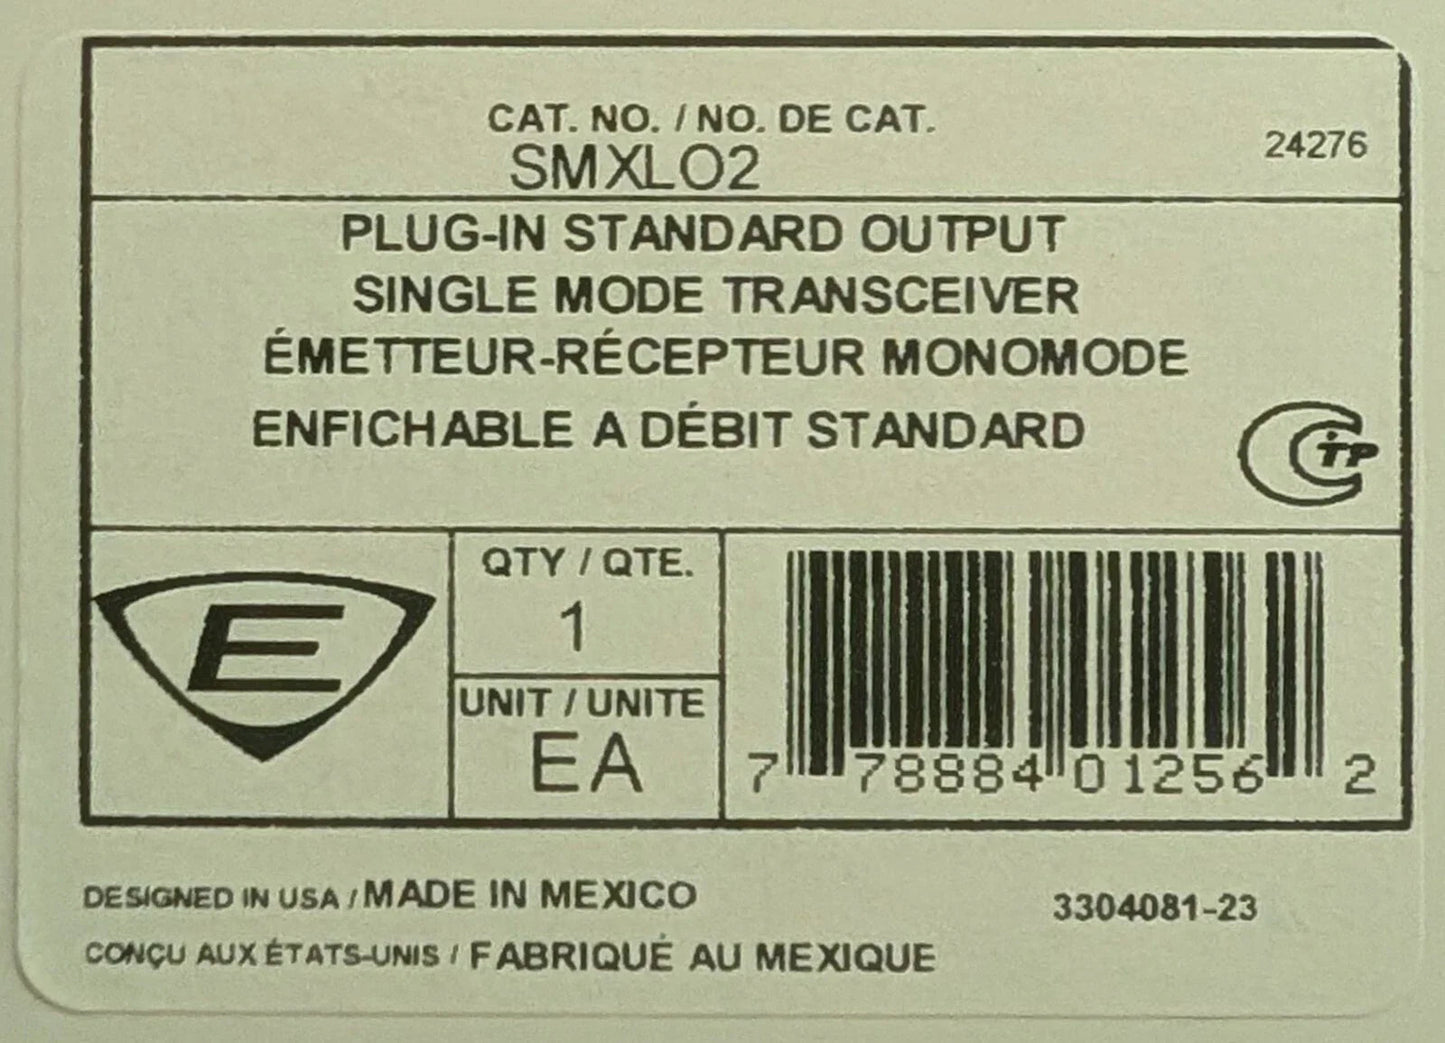 CAT. NO. / NO. DE CAT.
SMXLO2
24276
PLUG-IN STANDARD OUTPUT
SINGLE MODE TRANSCEIVER
ÉMETTEUR-RÉCEPTEUR MONOMODE
ENFICHABLE A DÉBIT STANDARD
TP
E
QTY / QTE.
1
UNIT / UNITE
EA
7 78884 01256 2
DESIGNED IN USA / MADE IN MEXICO
3304081-23
CONÇU AUX ÉTATS-UNIS / FABRIQUÉ AU MEXIQUE